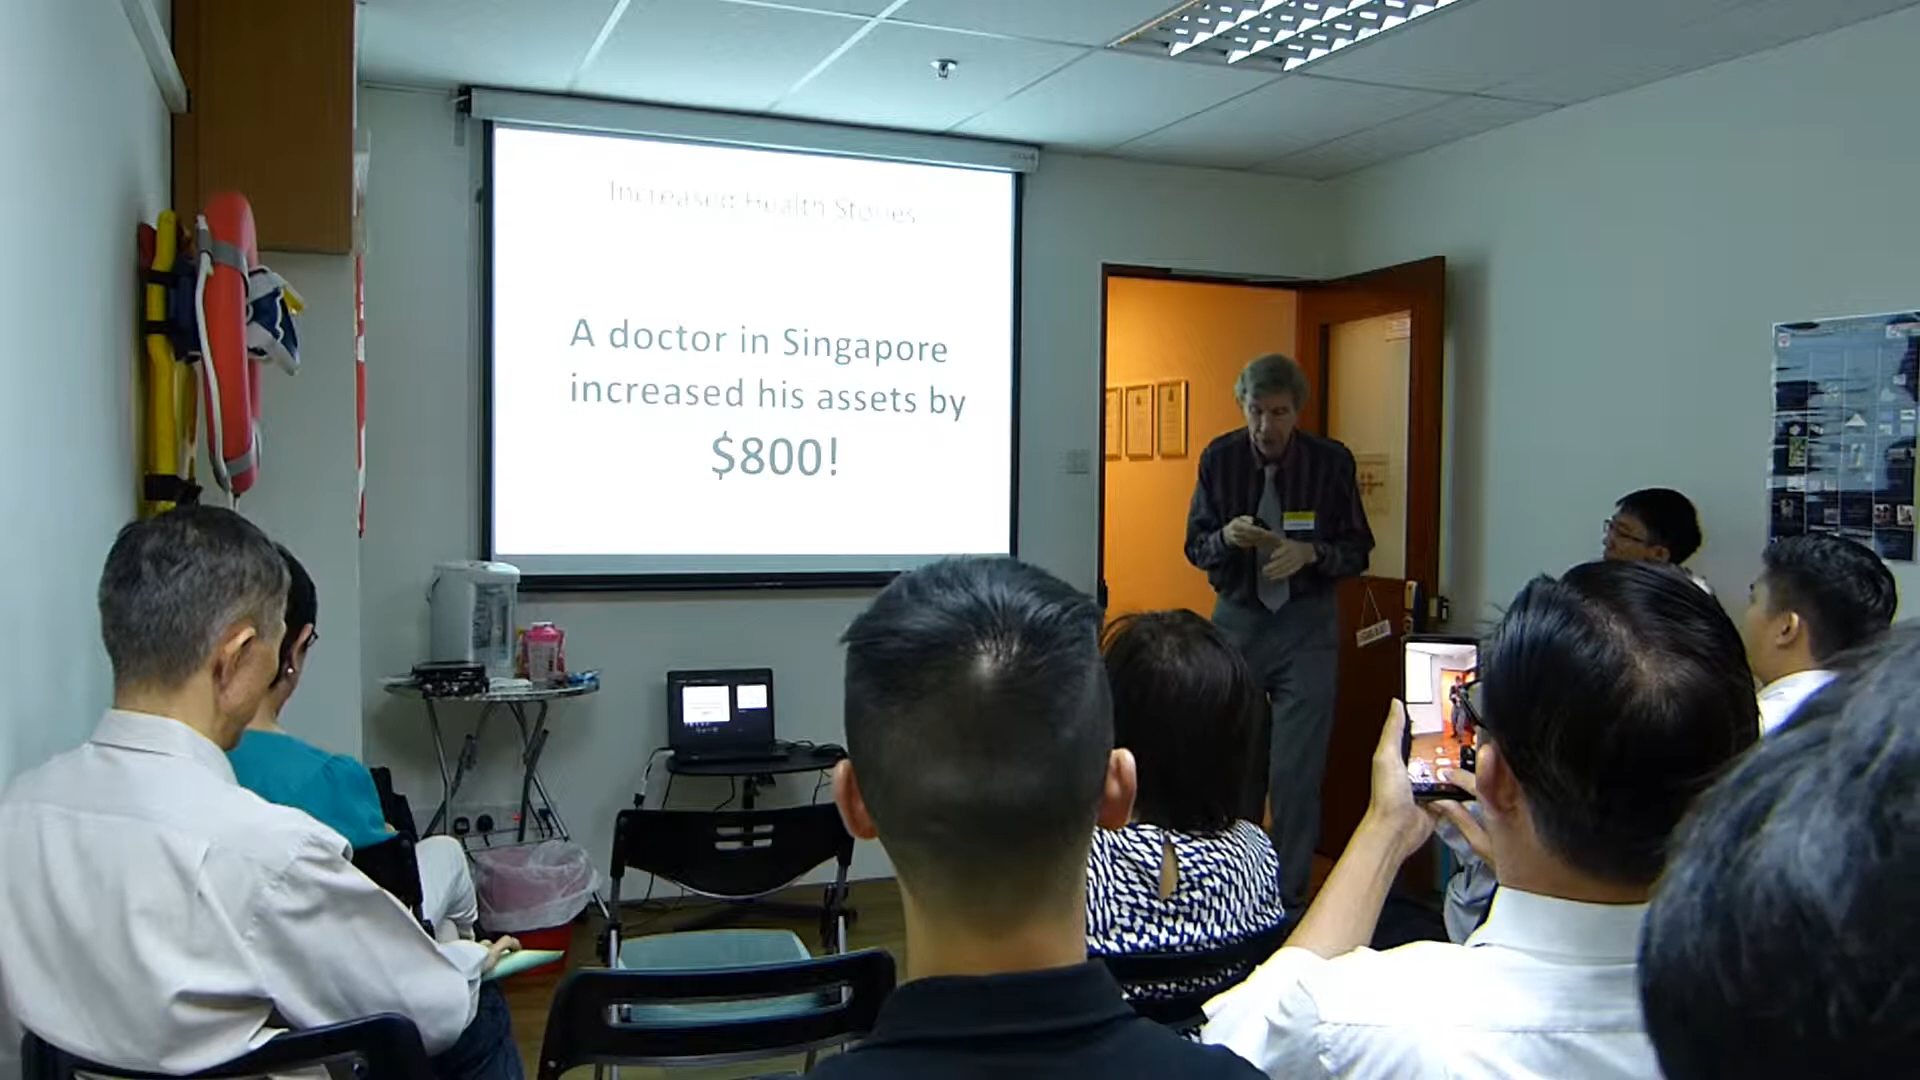 Increased Health Stories
A doctor in Singapore
increased his assets by
$800!